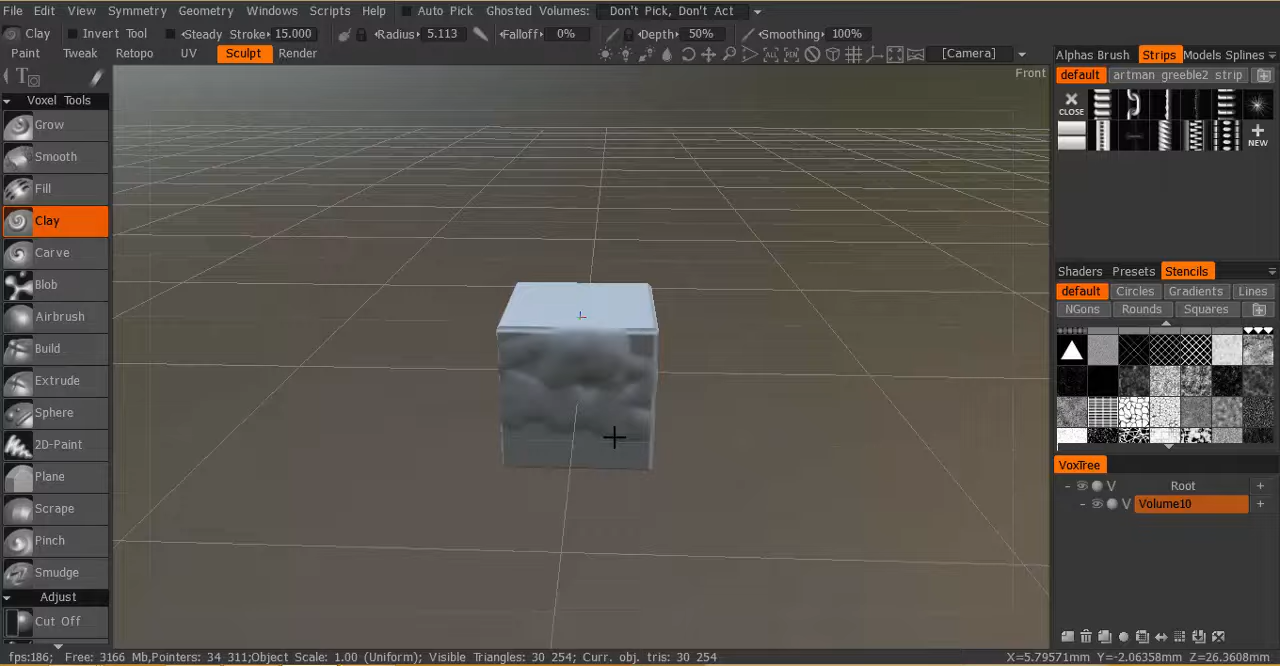 File Edit View Symmetry Geometry Windows Scripts Help Auto Pick Ghosted Volumes: Don't Pick, Don't Act
Clay Invert Tool Steady Stroke 15.000 Radius 5.113 Falloff 0% Depth 50% Smoothing 100%
Paint Tweak Retopo UV Sculpt Render ALL PEN [Camera]
Front
Voxel Tools
Grow
Smooth
Fill
Clay
Carve
Blob
Airbrush
Build
Extrude
Sphere
2D-Paint
Plane
Scrape
Pinch
Smudge
Adjust
Cut Off
Alphas Brush Strips Models Splines
default artman greeble2 strip
CLOSE
NEW
Shaders Presets Stencils
default Circles Gradients Lines
NGons Rounds Squares
VoxTree
V Root +
V Volume10 +
fps:186; Free: 3166 Mb,Pointers: 34 311;Object Scale: 1.00 (Uniform); Visible Triangles: 30 254; Curr. obj. tris: 30 254 X=5.79571mm Y=-2.06358mm Z=26.3608mm